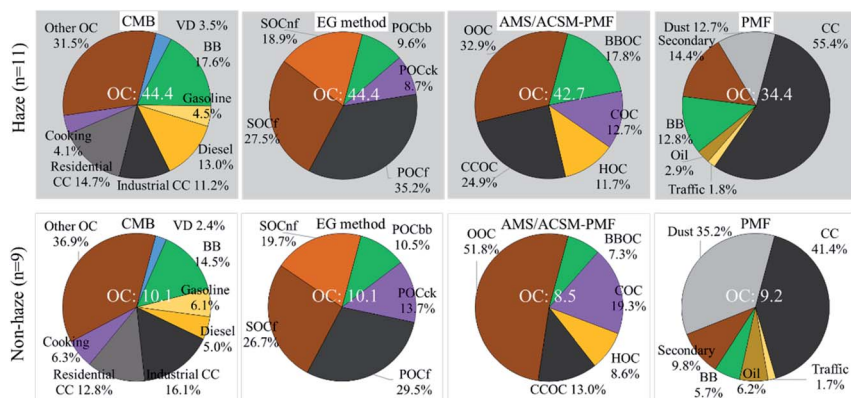 CMB
Other OC
31.5%
VD 3.5%
BB
17.6%
Gasoline
4.5%
Diesel
13.0%
Industrial CC 11.2%
Residential
CC 14.7%
Cooking
4.1%
OC: 44.4
EG method
SOCnf
18.9%
POCbb
9.6%
POCck
8.7%
POCf
35.2%
SOCf
27.5%
OC: 44.4
AMS/ACSM-PMF
OOC
32.9%
BBOC
17.8%
COC
12.7%
HOC
11.7%
CCOC
24.9%
OC: 42.7
PMF
Dust 12.7%
Secondary
14.4%
CC
55.4%
BB
12.8%
Oil
2.9%
Traffic 1.8%
OC: 34.4
Haze (n=11)
CMB
Other OC
36.9%
VD 2.4%
BB
14.5%
Gasoline
6.1%
Diesel
5.0%
Industrial CC
16.1%
Residential
CC 12.8%
Cooking
6.3%
OC: 10.1
EG method
SOCnf
19.7%
POCbb
10.5%
POCck
13.7%
POCf
29.5%
SOCf
26.7%
OC: 10.1
AMS/ACSM-PMF
OOC
51.8%
BBOC
7.3%
COC
19.3%
HOC
8.6%
CCOC 13.0%
OC: 8.5
PMF
Dust 35.2%
CC
41.4%
Secondary
9.8%
BB
5.7%
Oil
6.2%
Traffic
1.7%
OC: 9.2
Non-haze (n=9)